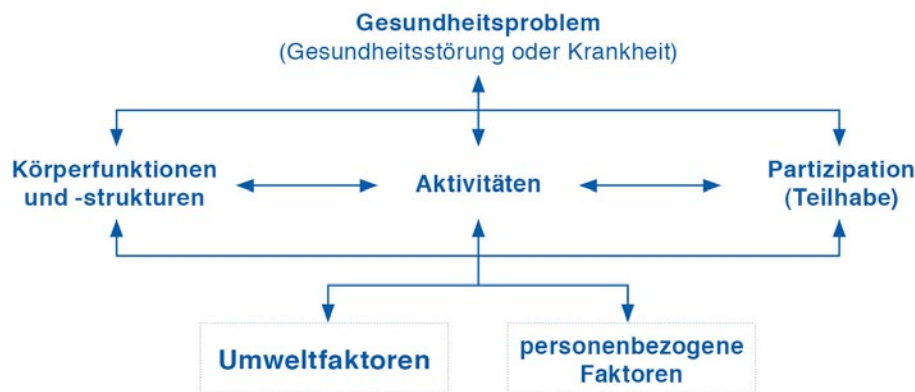 Gesundheitsproblem
(Gesundheitsstörung oder Krankheit)
Körperfunktionen
und -strukturen
Aktivitäten
Partizipation
(Teilhabe)
Umweltfaktoren
personenbezogene
Faktoren